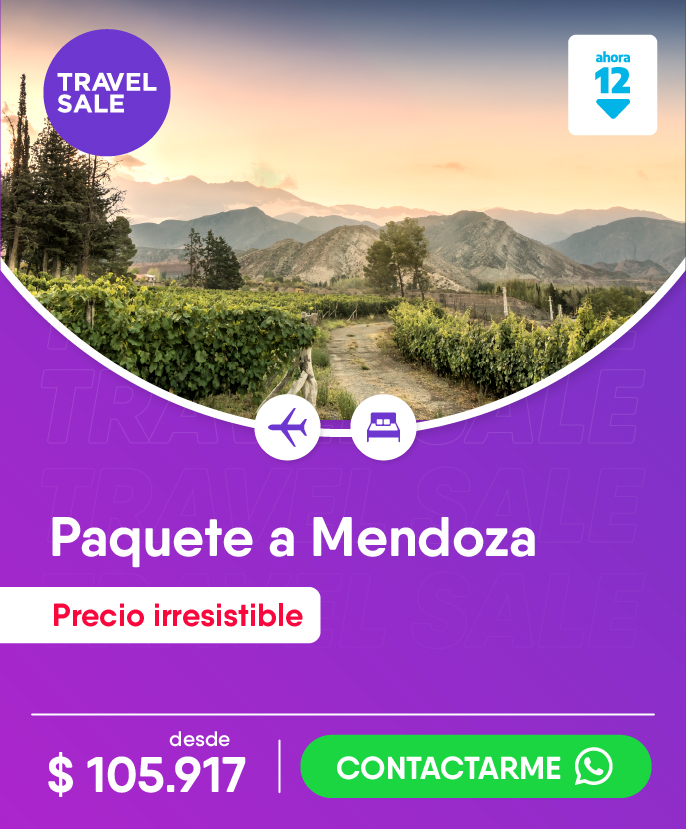 TRAVEL
SALE
ahora
12
TRAVEL SALE
TRAVEL SALE
Paquete a Mendoza
TRAVEL SALE
Precio irresistible
desde
$ 105.917
CONTACTARME